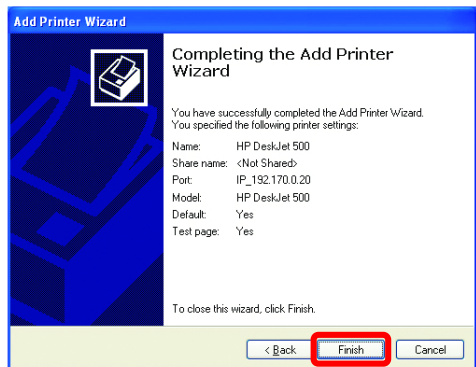 Add Printer Wizard
Completing the Add Printer
Wizard
You have successfully completed the Add Printer Wizard.
You specified the following printer settings:
Name: HP DeskJet 500
Share name: <Not Shared>
Port: IP_192.170.0.20
Model: HP DeskJet 500
Default: Yes
Test page: Yes
To close this wizard, click Finish.
< Back Finish Cancel